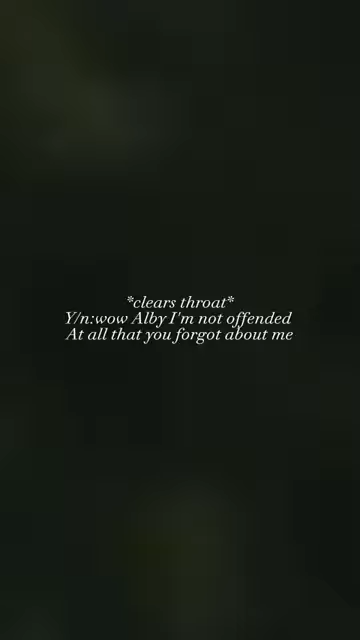 *clears throat*
Y/n:wow Alby I'm not offended
At all that you forgot about me